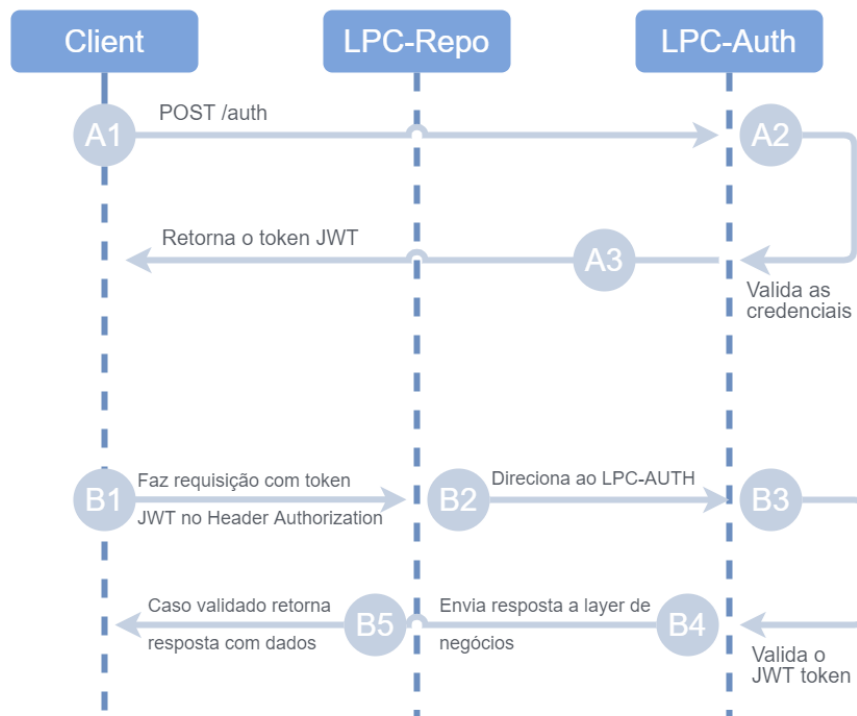 Client
LPC-Repo
LPC-Auth
POST /auth
A1
A2
Retorna o token JWT
A3
Valida as
credenciais
Faz requisição com token
B1
JWT no Header Authorization
Direciona ao LPC-AUTH
B2
B3
Caso validado retorna
resposta com dados
B5
Envia resposta a layer de
negócios
B4
Valida o
JWT token